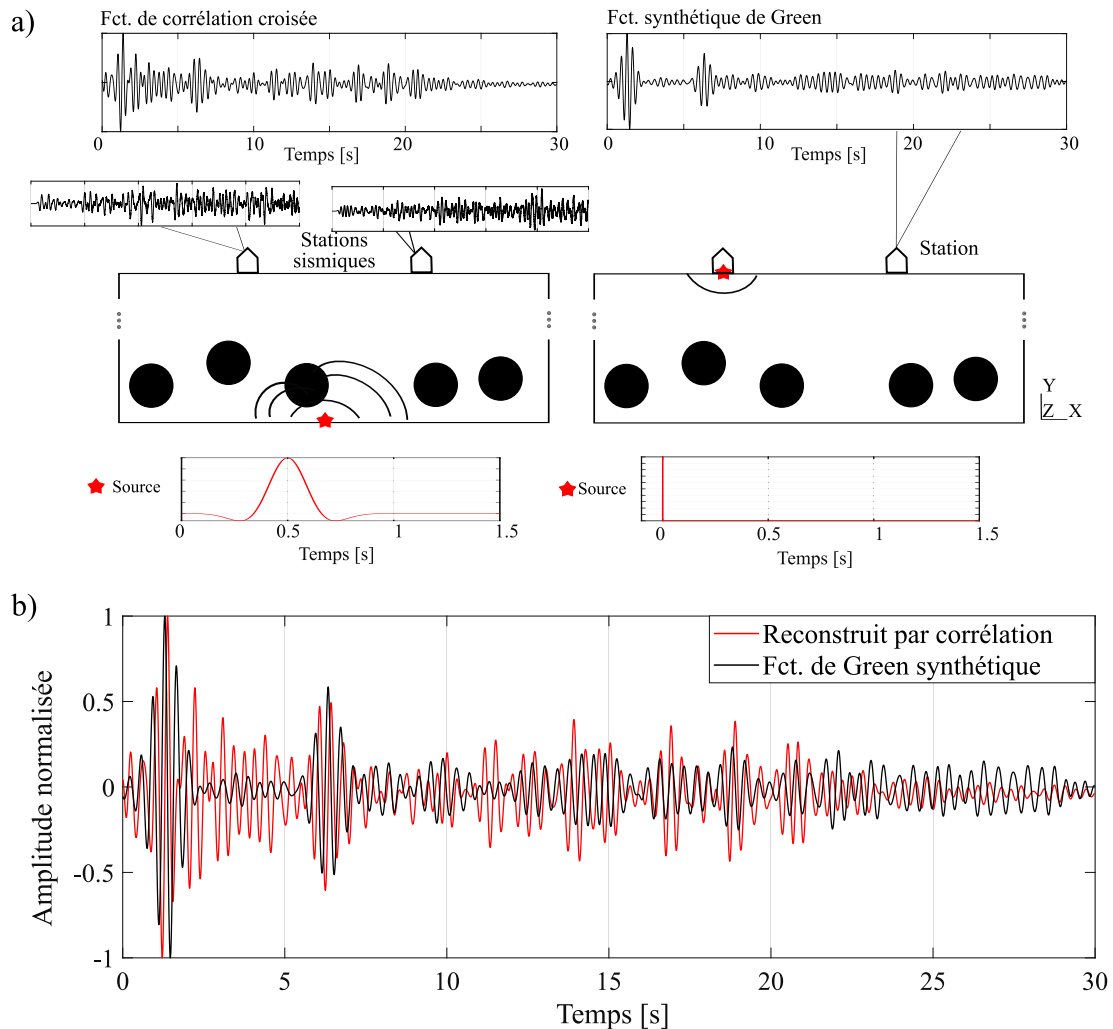 a)
Fct. de corrélation croisée
0 10 20 30
Temps [s]
Fct. synthétique de Green
0 10 20 30
Temps [s]
Stations
sismiques
Station
Y
Z X
Source
0 0.5 1 1.5
Temps [s]
Source
0 0.5 1 1.5
Temps [s]
b)
Amplitude normalisée
1
0.5
0
-0.5
-1
Reconstruit par corrélation
Fct. de Green synthétique
0 5 10 15 20 25 30
Temps [s]